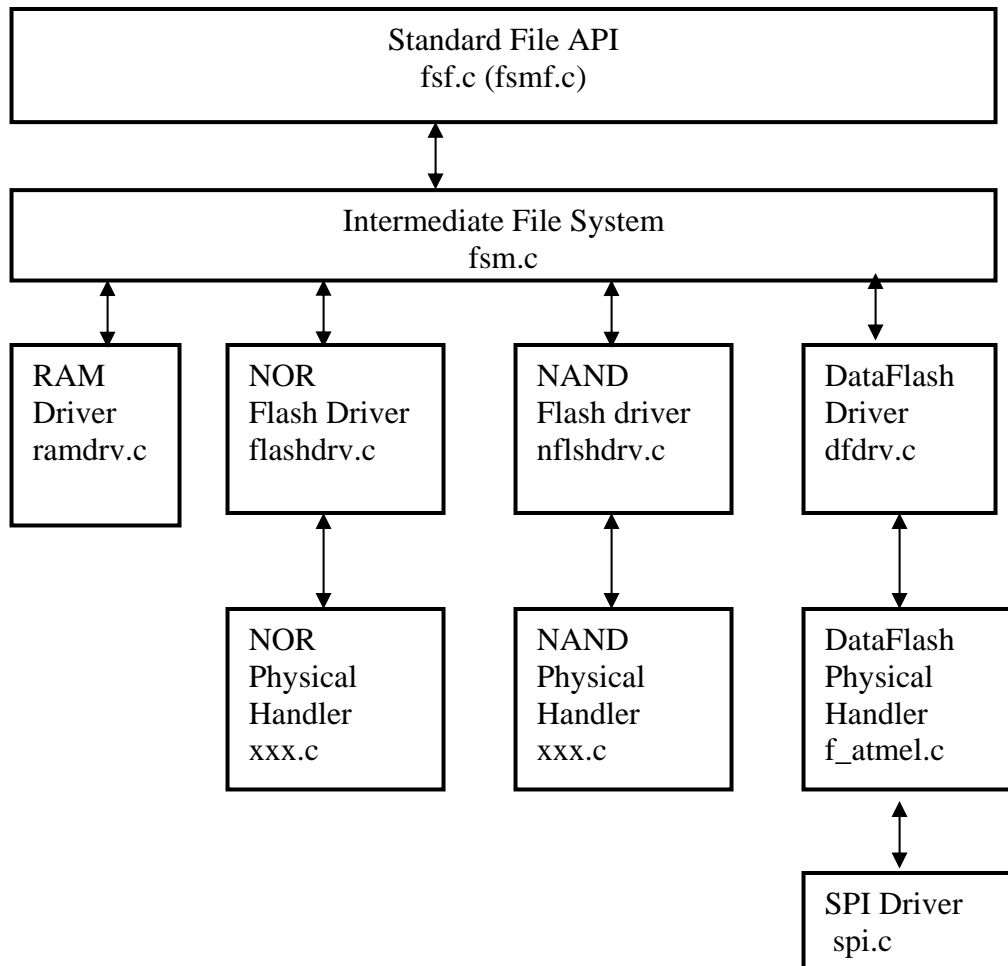 Standard File API
fsf.c (fsmf.c)
Intermediate File System
fsm.c
RAM
Driver
ramdrv.c
NOR
Flash Driver
flashdrv.c
NAND
Flash driver
nflshdrv.c
DataFlash
Driver
dfdrv.c
NOR
Physical
Handler
xxx.c
NAND
Physical
Handler
xxx.c
DataFlash
Physical
Handler
f_atmel.c
SPI Driver
spi.c